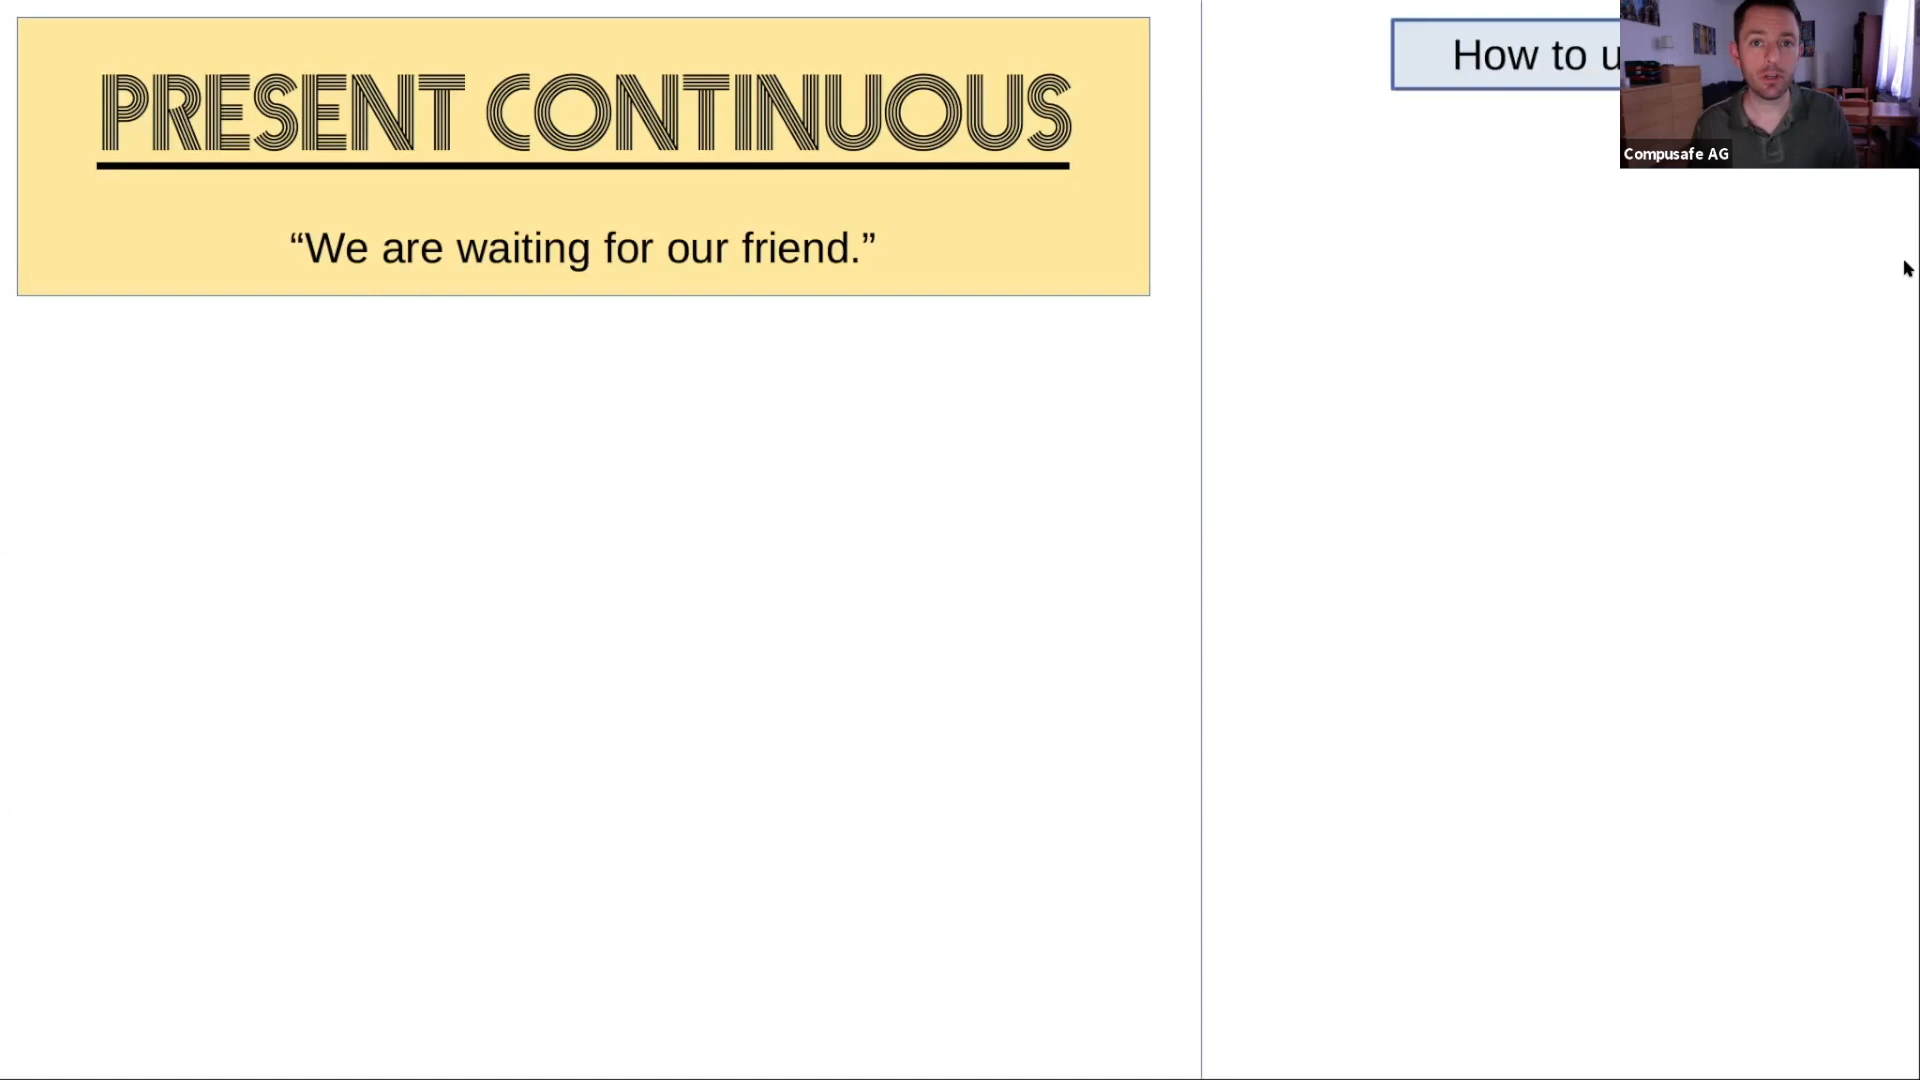 PRESENT CONTINUOUS
“We are waiting for our friend.”
How to u
Compusafe AG